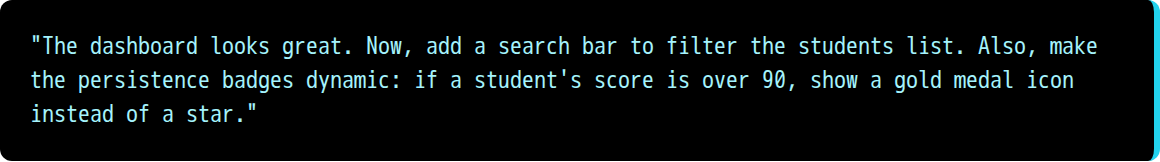 "The dashboard looks great. Now, add a search bar to filter the students list. Also, make
the persistence badges dynamic: if a student's score is over 90, show a gold medal icon
instead of a star."